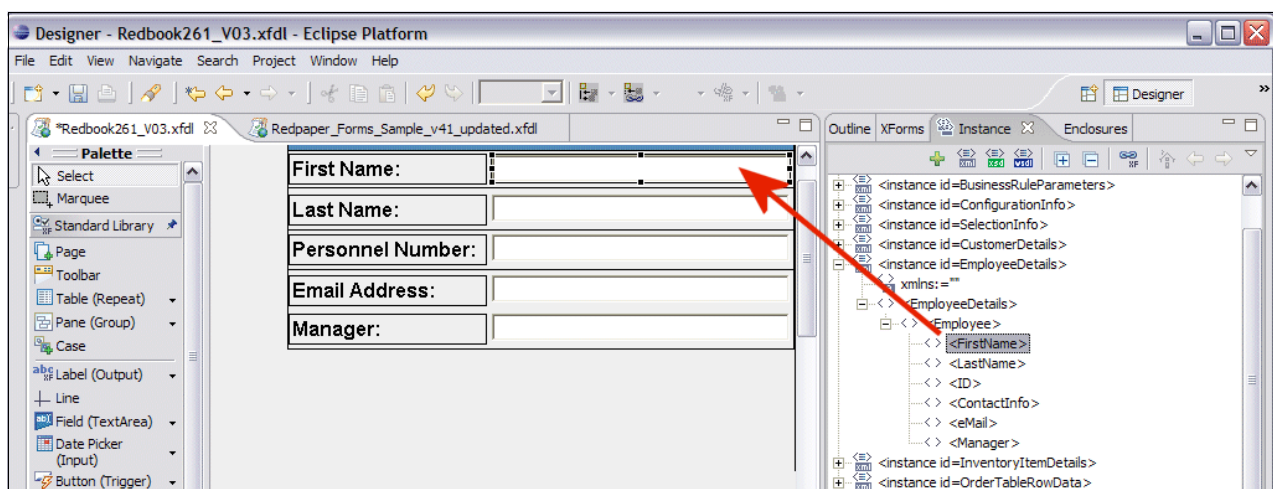 Designer - Redbook261_V03.xfdl - Eclipse Platform
File Edit View Navigate Search Project Window Help
Designer
»
*Redbook261_V03.xfdl
Redpaper_Forms_Sample_v41_updated.xfdl
Palette
Select
Marquee
Standard Library
Page
Toolbar
Table (Repeat)
Pane (Group)
Case
Label (Output)
Line
Field (TextArea)
Date Picker
(Input)
Button (Trigger)
First Name:
Last Name:
Personnel Number:
Email Address:
Manager:
Outline XForms Instance Enclosures
<instance id=BusinessRuleParameters>
<instance id=ConfigurationInfo>
<instance id=SelectionInfo>
<instance id=CustomerDetails>
<instance id=EmployeeDetails>
xmlns:=""
<EmployeeDetails>
<Employee>
<FirstName>
<LastName>
<ID>
<ContactInfo>
<eMail>
<Manager>
<instance id=InventoryItemDetails>
<instance id=OrderTableRowData>